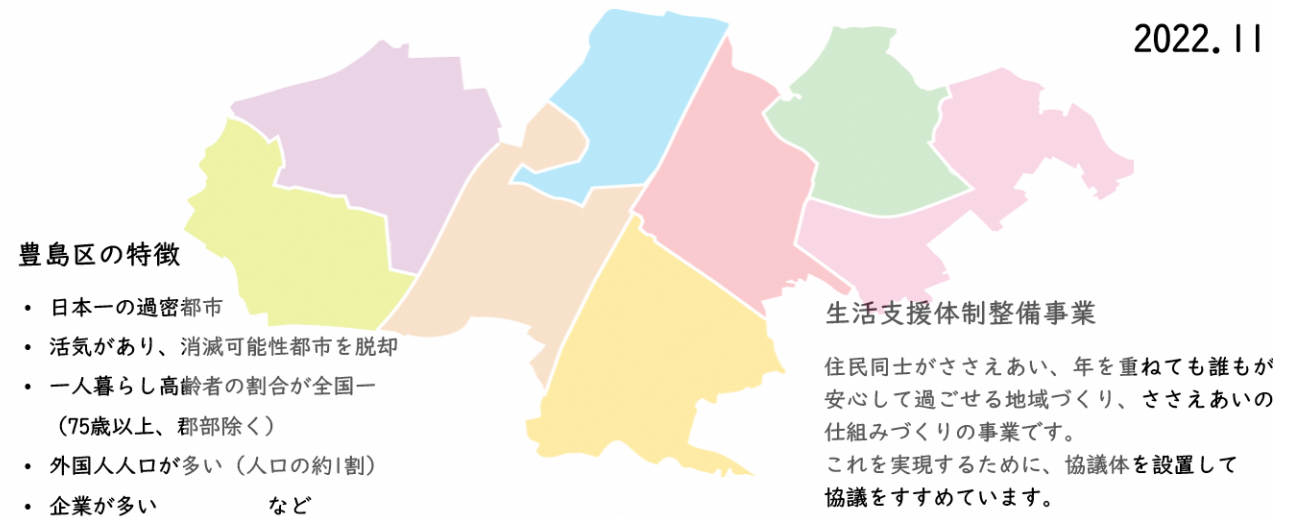 2022.11
豊島区の特徴
• 日本一の過密都市
• 活気があり、消滅可能性都市を脱却
• 一人暮らし高齢者の割合が全国一
（75歳以上、郡部除く）
• 外国人人口が多い（人口の約1割）
• 企業が多い など
生活支援体制整備事業
住民同士がささえあい、年を重ねても誰もが
安心して過ごせる地域づくり、ささえあいの
仕組みづくりの事業です。
これを実現するために、協議体を設置して
協議をすすめています。